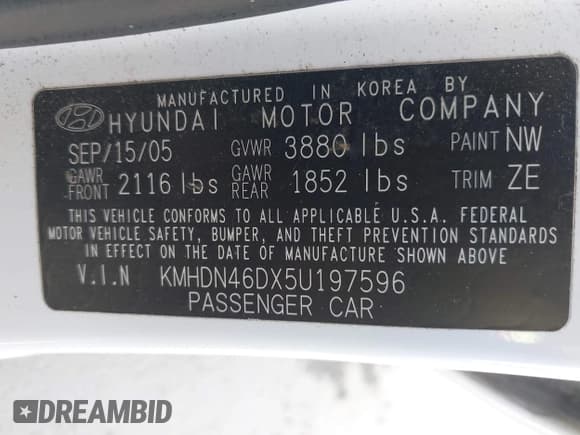 MANUFACTURED IN KOREA BY
HYUNDAI MOTOR COMPANY
SEP/15/05 GVWR 3880 lbs PAINT NW
GAWR FRONT 2116 lbs GAWR REAR 1852 lbs TRIM ZE
THIS VEHICLE CONFORMS TO ALL APPLICABLE U.S.A. FEDERAL
MOTOR VEHICLE SAFETY, BUMPER, AND THEFT PREVENTION STANDARDS
IN EFFECT ON THE DATE OF MANUFACTURE SHOWN ABOVE
V.I.N KMHDN46DX5U197596
PASSENGER CAR
DREAMBID